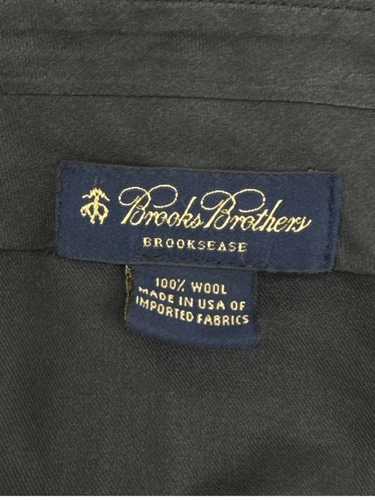 Brooks Brothers
BROOKSEASE
100% WOOL
MADE IN USA OF
IMPORTED FABRICS